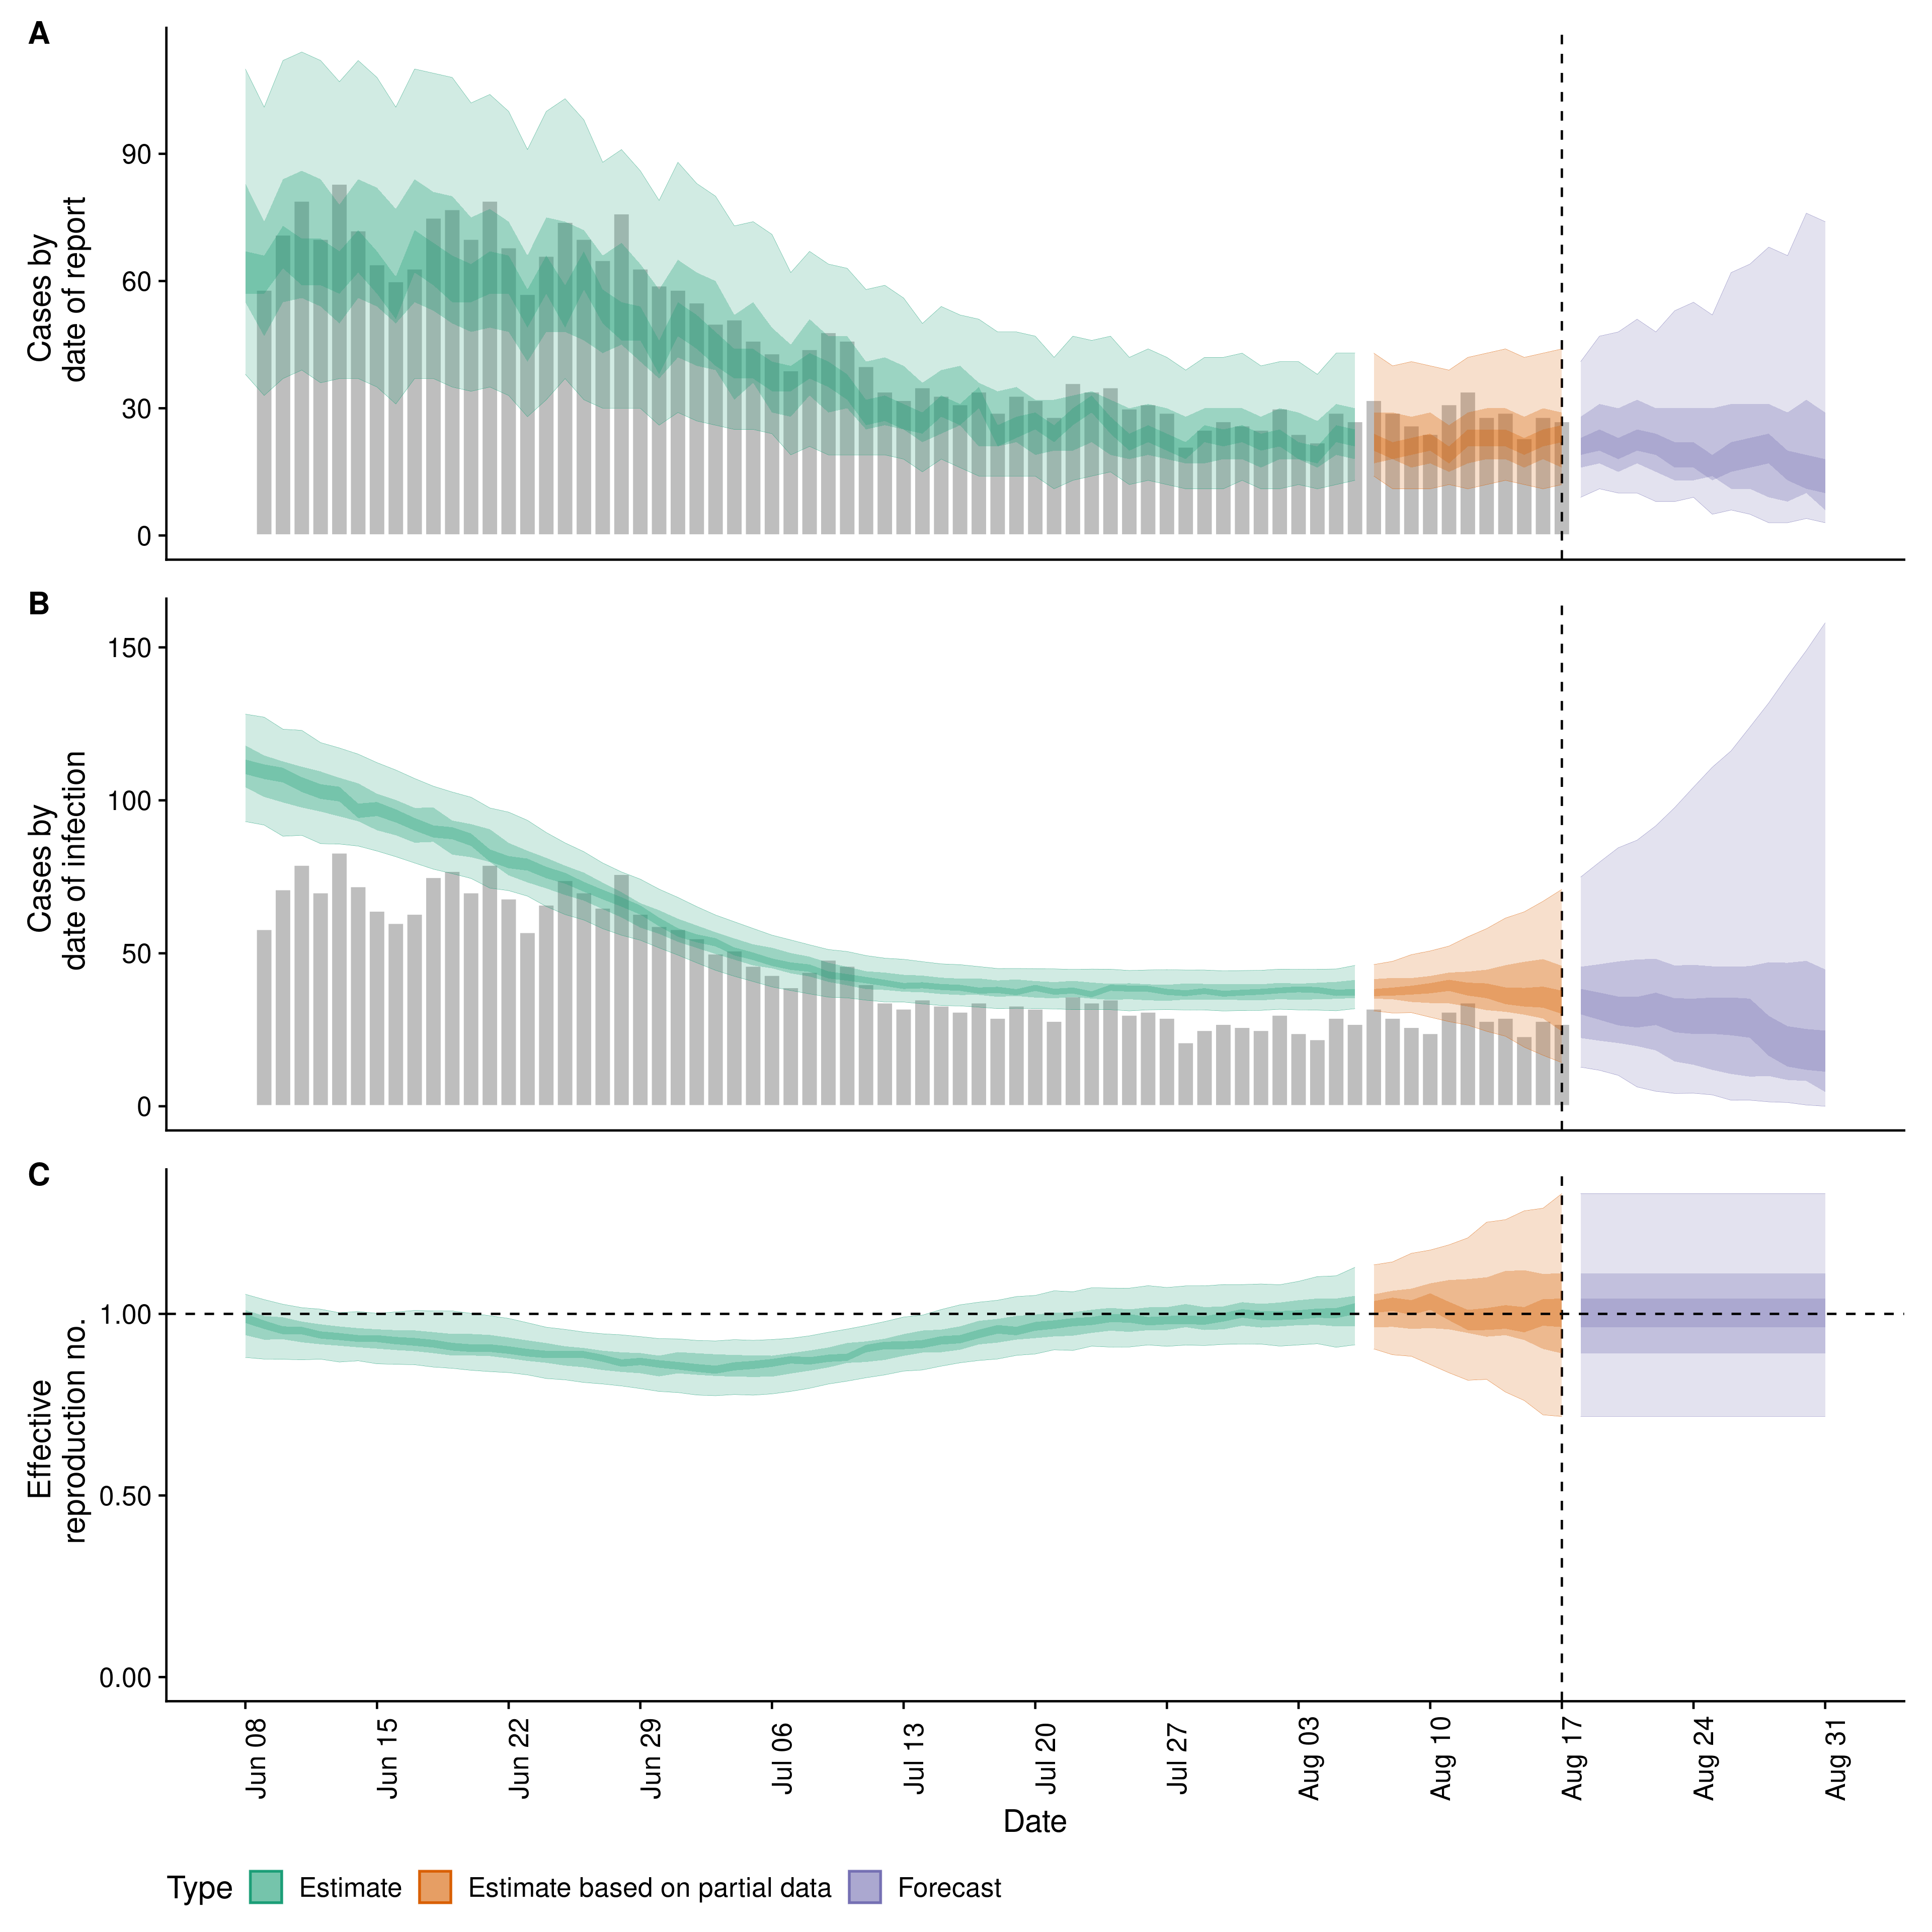 A
Cases by
date of report
90
60
30
0
B
Cases by
date of infection
150
100
50
0
C
Effective
reproduction no.
1.00
0.50
0.00
Jun 08
Jun 15
Jun 22
Jun 29
Jul 06
Jul 13
Jul 20
Jul 27
Aug 03
Aug 10
Aug 17
Aug 24
Aug 31
Date
Type Estimate Estimate based on partial data Forecast